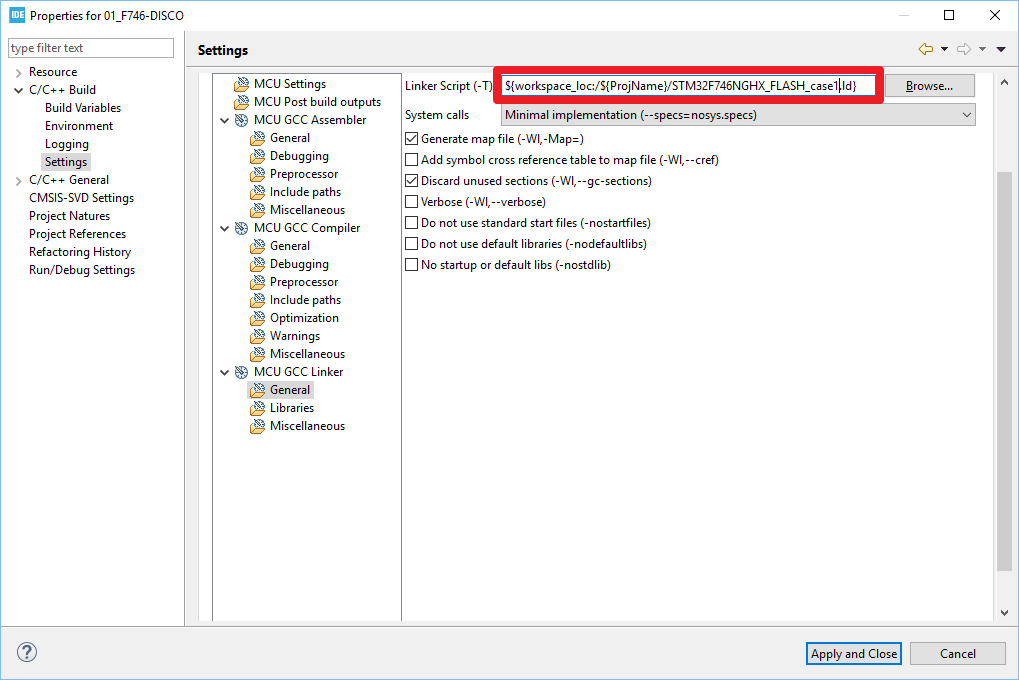 IDE Properties for 01_F746-DISCO
type filter text
Resource
C/C++ Build
Build Variables
Environment
Logging
Settings
C/C++ General
CMSIS-SVD Settings
Project Natures
Project References
Refactoring History
Run/Debug Settings
Settings
MCU Settings
MCU Post build outputs
MCU GCC Assembler
General
Debugging
Preprocessor
Include paths
Miscellaneous
MCU GCC Compiler
General
Debugging
Preprocessor
Include paths
Optimization
Warnings
Miscellaneous
MCU GCC Linker
General
Libraries
Miscellaneous
Linker Script (-T) ${workspace_loc:/${ProjName}/STM32F746NGHX_FLASH_case1.ld} Browse...
System calls Minimal implementation (--specs=nosys.specs)
Generate map file (-Wl,-Map=)
Add symbol cross reference table to map file (-Wl,--cref)
Discard unused sections (-Wl,--gc-sections)
Verbose (-Wl,--verbose)
Do not use standard start files (-nostartfiles)
Do not use default libraries (-nodefaultlibs)
No startup or default libs (-nostdlib)
? Apply and Close Cancel